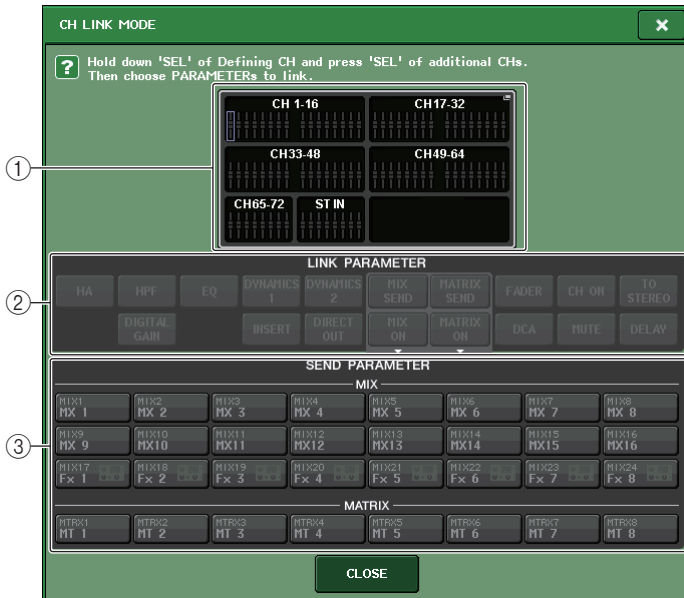 CH LINK MODE
×
? Hold down 'SEL' of Defining CH and press 'SEL' of additional CHs.
Then choose PARAMETERs to link.
① CH 1-16 CH17-32
CH33-48 CH49-64
CH65-72 ST IN
② LINK PARAMETER
HA HPF EQ DYNAMICS 1 DYNAMICS 2 MIX SEND MATRIX SEND FADER CH ON TO STEREO
DIGITAL GAIN INSERT DIRECT OUT MIX ON MATRIX ON DCA MUTE DELAY
③ SEND PARAMETER
MIX
MIX1 MIX2 MIX3 MIX4 MIX5 MIX6 MIX7 MIX8
MX 1 MX 2 MX 3 MX 4 MX 5 MX 6 MX 7 MX 8
MIX9 MIX10 MIX11 MIX12 MIX13 MIX14 MIX15 MIX16
MX 9 MX10 MX11 MX12 MX13 MX14 MX15 MX16
MIX17 MIX18 MIX19 MIX20 MIX21 MIX22 MIX23 MIX24
Fx 1 Fx 2 Fx 3 Fx 4 Fx 5 Fx 6 Fx 7 Fx 8
MATRIX
MTRX1 MTRX2 MTRX3 MTRX4 MTRX5 MTRX6 MTRX7 MTRX8
MT 1 MT 2 MT 3 MT 4 MT 5 MT 6 MT 7 MT 8
CLOSE